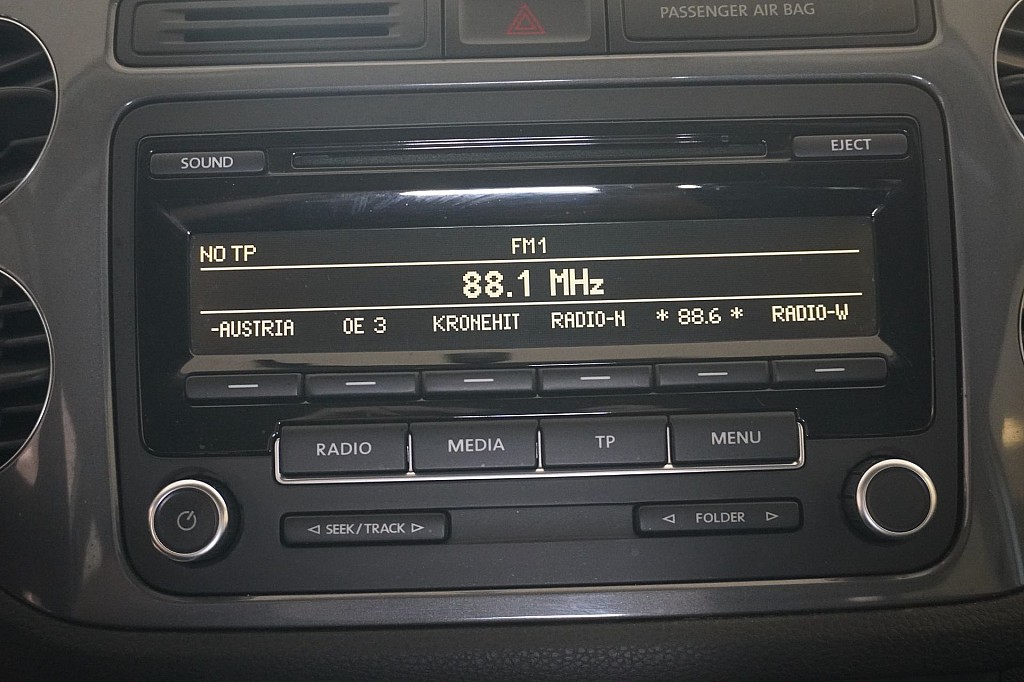 PASSENGER AIR BAG
SOUND
EJECT
NO TP FM1
88.1 MHz
-AUSTRIA OE 3 KRONEHIT RADIO-N * 88.6 * RADIO-W
RADIO MEDIA TP MENU
◁ SEEK/TRACK ▷
◁ FOLDER ▷